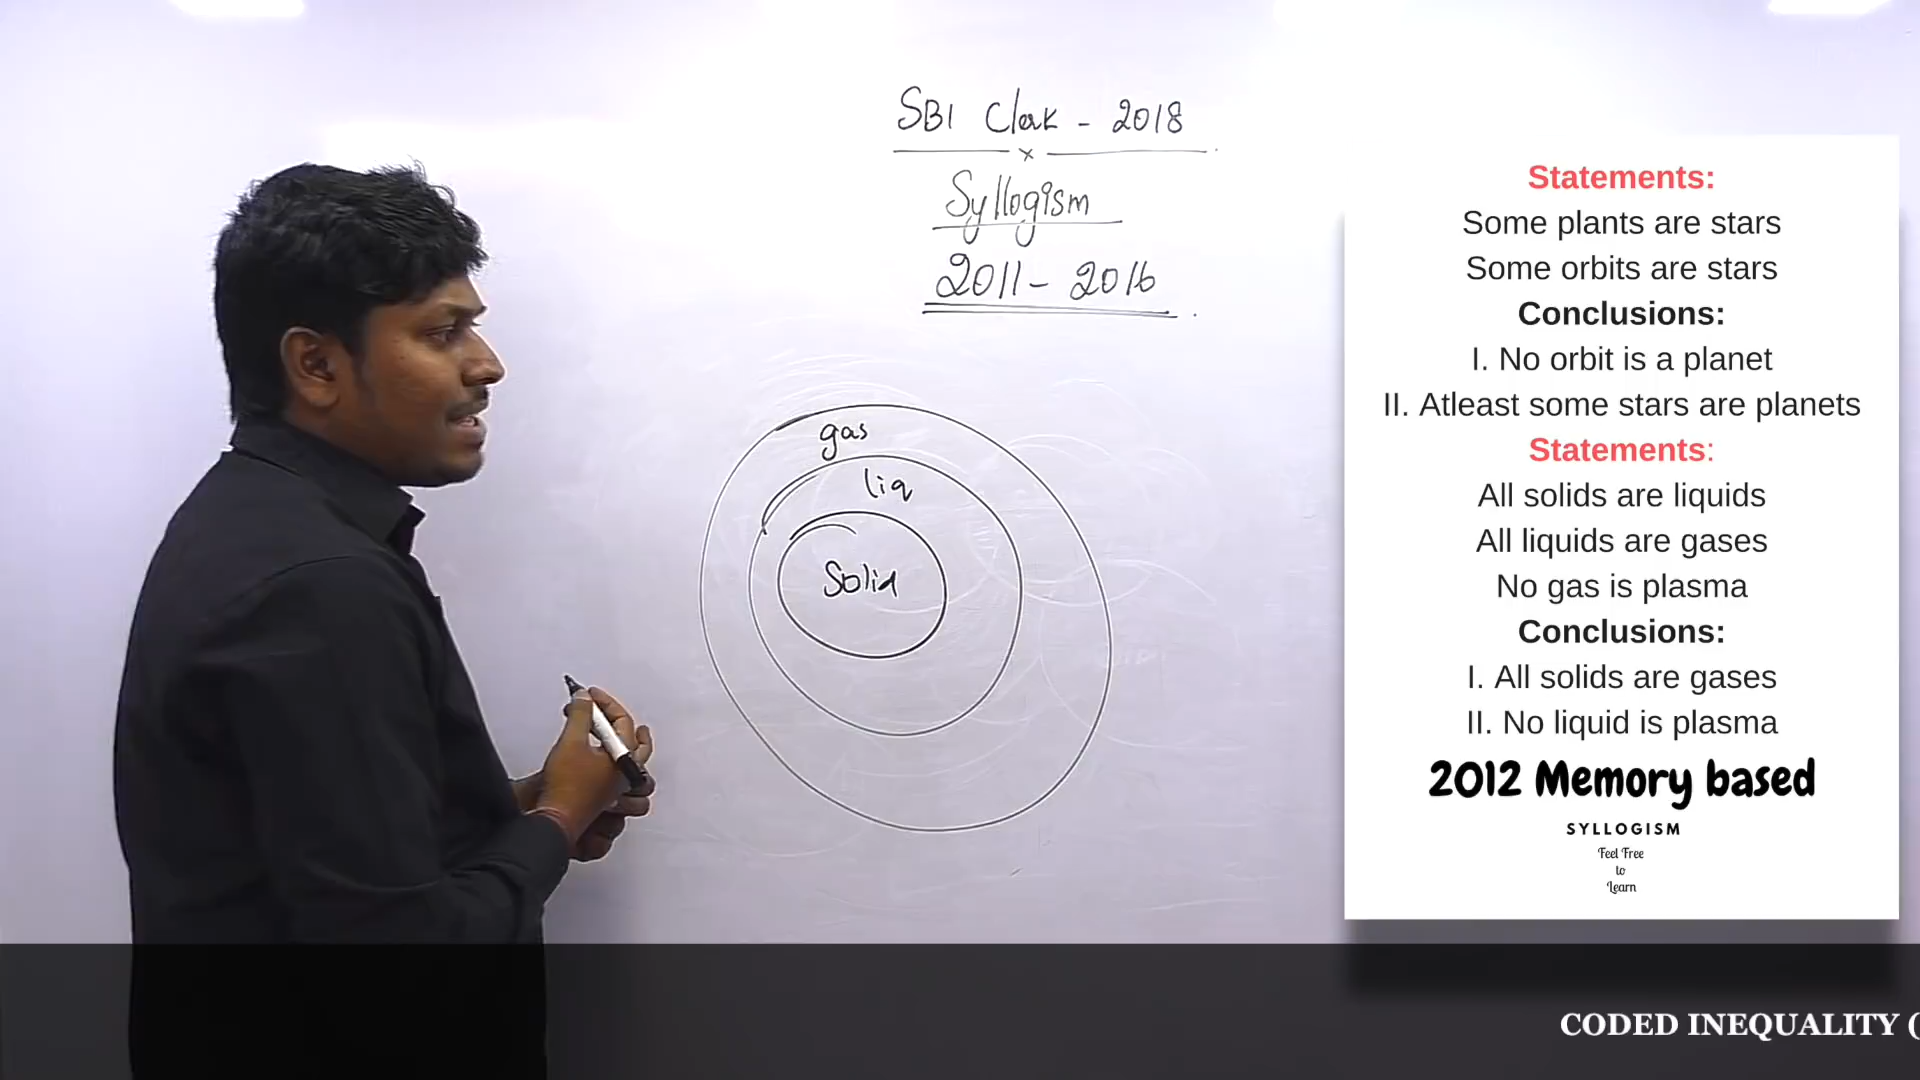 SBI Clerk - 2018
Syllogism
2011 - 2016
gas
liq
Solid
Statements:
Some plants are stars
Some orbits are stars
Conclusions:
I. No orbit is a planet
II. Atleast some stars are planets
Statements:
All solids are liquids
All liquids are gases
No gas is plasma
Conclusions:
I. All solids are gases
II. No liquid is plasma
2012 Memory based
SYLLOGISM
Feel Free
to
Learn
CODED INEQUALITY (